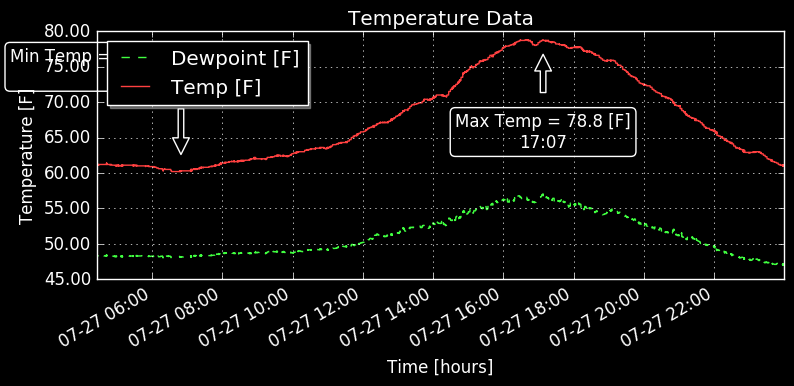 Temperature Data
80.00
75.00
70.00
65.00
60.00
55.00
50.00
45.00
Temperature [F]
Min Temp =
Dewpoint [F]
Temp [F]
Max Temp = 78.8 [F]
17:07
07-27 06:00
07-27 08:00
07-27 10:00
07-27 12:00
07-27 14:00
07-27 16:00
07-27 18:00
07-27 20:00
07-27 22:00
Time [hours]